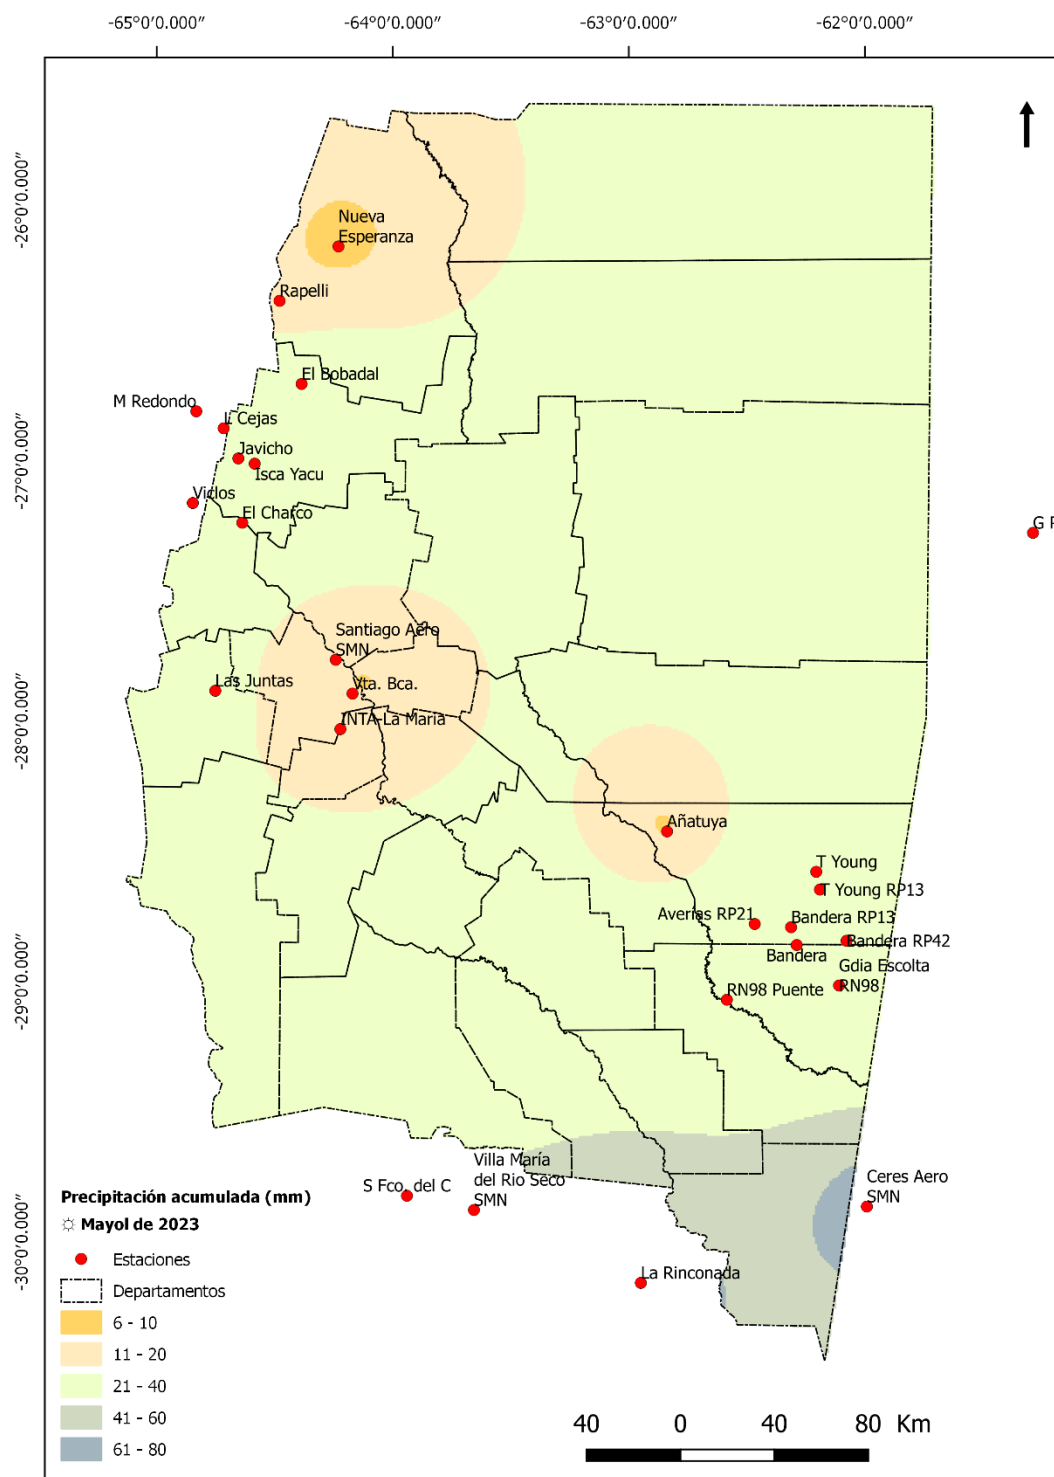 -65°0′0.000″
-64°0′0.000″
-63°0′0.000″
-62°0′0.000″
-26°0′0.000″
-27°0′0.000″
-28°0′0.000″
-29°0′0.000″
-30°0′0.000″
Nueva
Esperanza
Rapelli
El Bobadal
M Redondo
L Cejas
Javicho
Isca Yacu
Viclos
El Charco
G P
Santiago Aero
SMN
Las Juntas
Vta. Bca.
INTA-La Maria
Añatuya
T Young
T Young RP13
Averias RP21
Bandera RP13
Bandera RP42
Bandera
Gdia Escolta
RN98
RN98 Puente
Villa María
del Rio Seco
SMN
S Fco. del C
Ceres Aero
SMN
La Rinconada
Precipitación acumulada (mm)
Mayol de 2023
Estaciones
Departamentos
6 - 10
11 - 20
21 - 40
41 - 60
61 - 80
40 0 40 80 Km